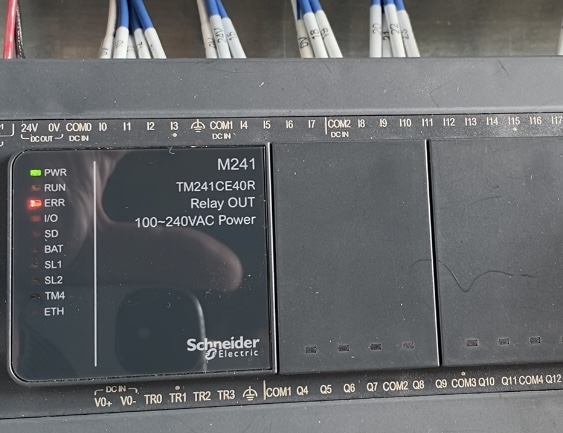 24V 0V COM0 I0 I1 I2 I3 COM1 I4 I5 I6 I7 COM2 I8 I9 I10 I11 I12 I13 I14 I15 I16 I17
DC OUT DC IN DC IN DC IN
M241
TM241CE40R
Relay OUT
100~240VAC Power
PWR
RUN
ERR
I/O
SD
BAT
SL1
SL2
TM4
ETH
Schneider
Electric
DC IN
V0+ V0- TR0 TR1 TR2 TR3 COM1 Q4 Q5 Q6 Q7 COM2 Q8 Q9 COM3 Q10 Q11 COM4 Q12